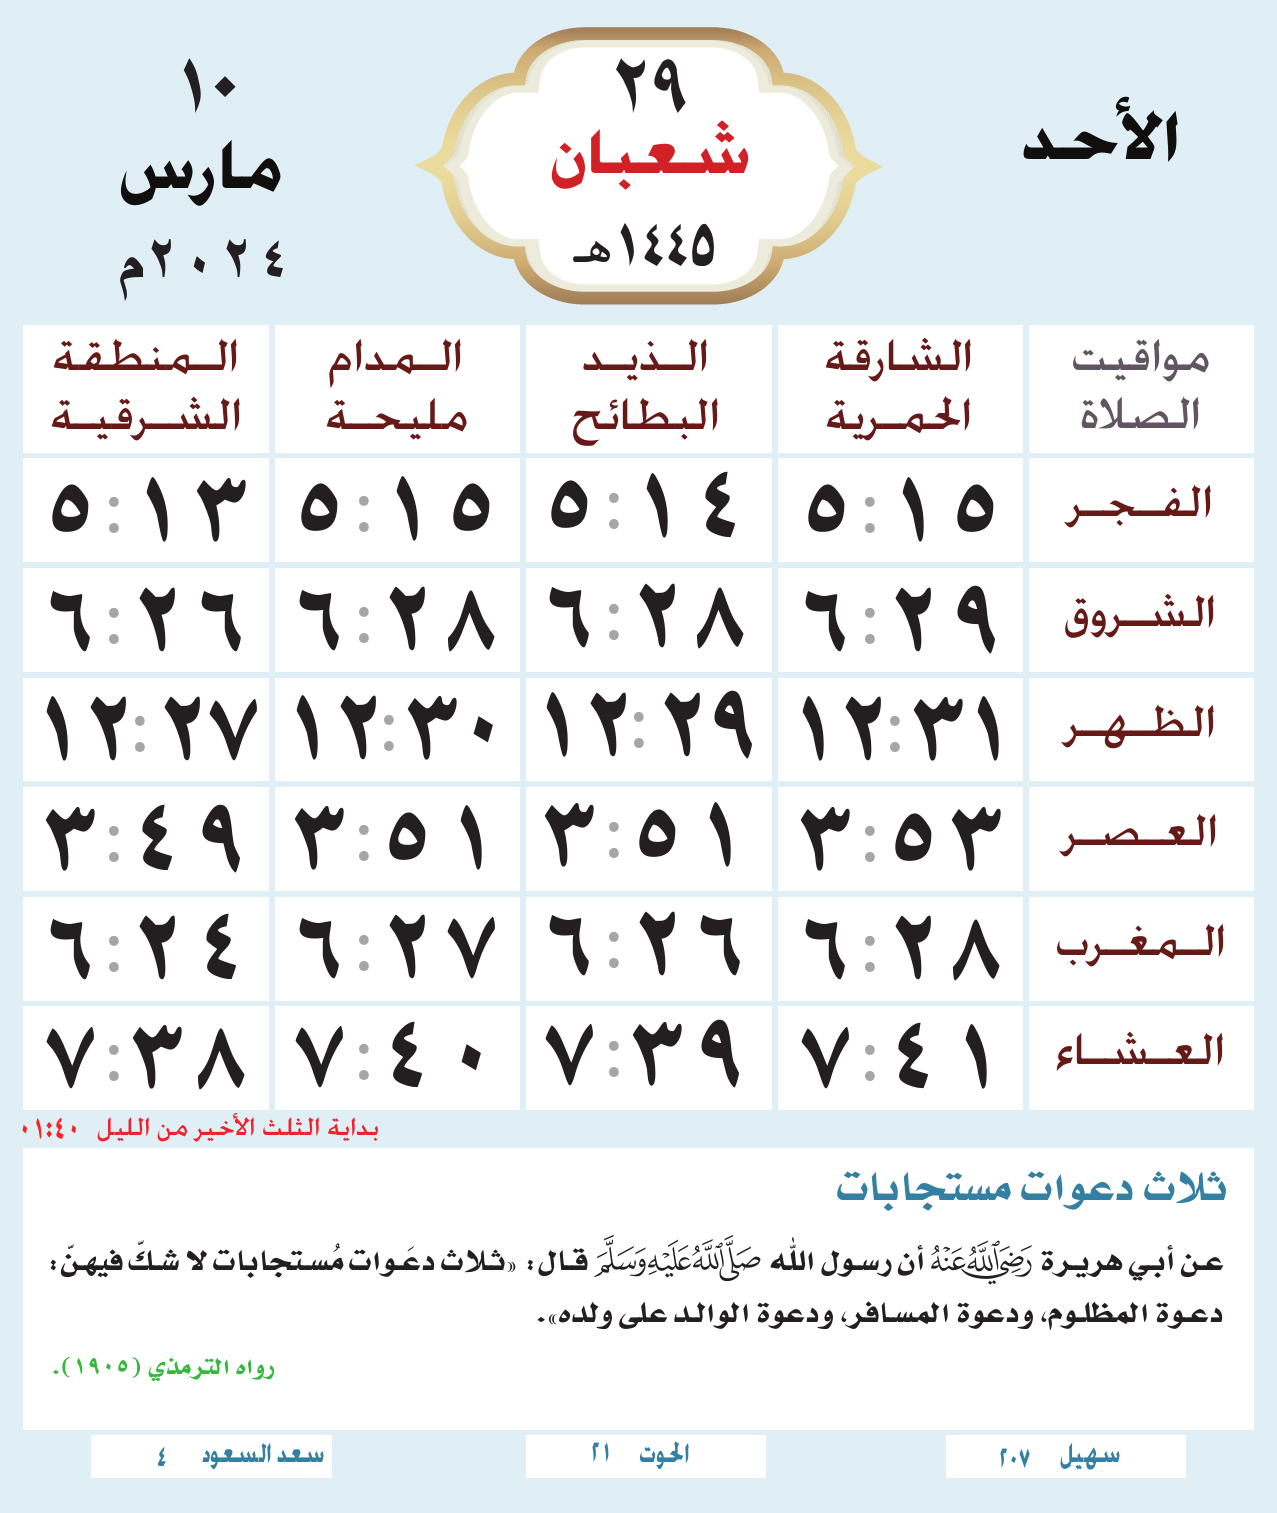 الأحد
٢٩
شعبان
١٤٤٥هـ
١٠
مارس
٢٠٢٤م
مواقيت الصلاة	الشارقة الحمرية	الذيد البطائح	المدام مليحة	المنطقة الشرقية
الفجر	٥:١٥	٥:١٤	٥:١٥	٥:١٣
الشروق	٦:٢٩	٦:٢٨	٦:٢٨	٦:٢٦
الظهر	١٢:٣١	١٢:٢٩	١٢:٣٠	١٢:٢٧
العصر	٣:٥٣	٣:٥١	٣:٥١	٣:٤٩
المغرب	٦:٢٨	٦:٢٦	٦:٢٧	٦:٢٤
العشاء	٧:٤١	٧:٣٩	٧:٤٠	٧:٣٨
بداية الثلث الأخير من الليل ٠١:٤٠
ثلاث دعوات مستجابات
عن أبي هريرة رَضِيَ اللَّهُ عَنْهُ أن رسول الله صَلَّى اللَّهُ عَلَيْهِ وَسَلَّمَ قال: «ثلاث دعَوات مُستجابات لا شكّ فيهنّ:
دعوة المظلوم، ودعوة المسافر، ودعوة الوالد على ولده».
رواه الترمذي (١٩٠٥).
سهيل ٢٠٧
الحوت ٢١
سعد السعود ٤